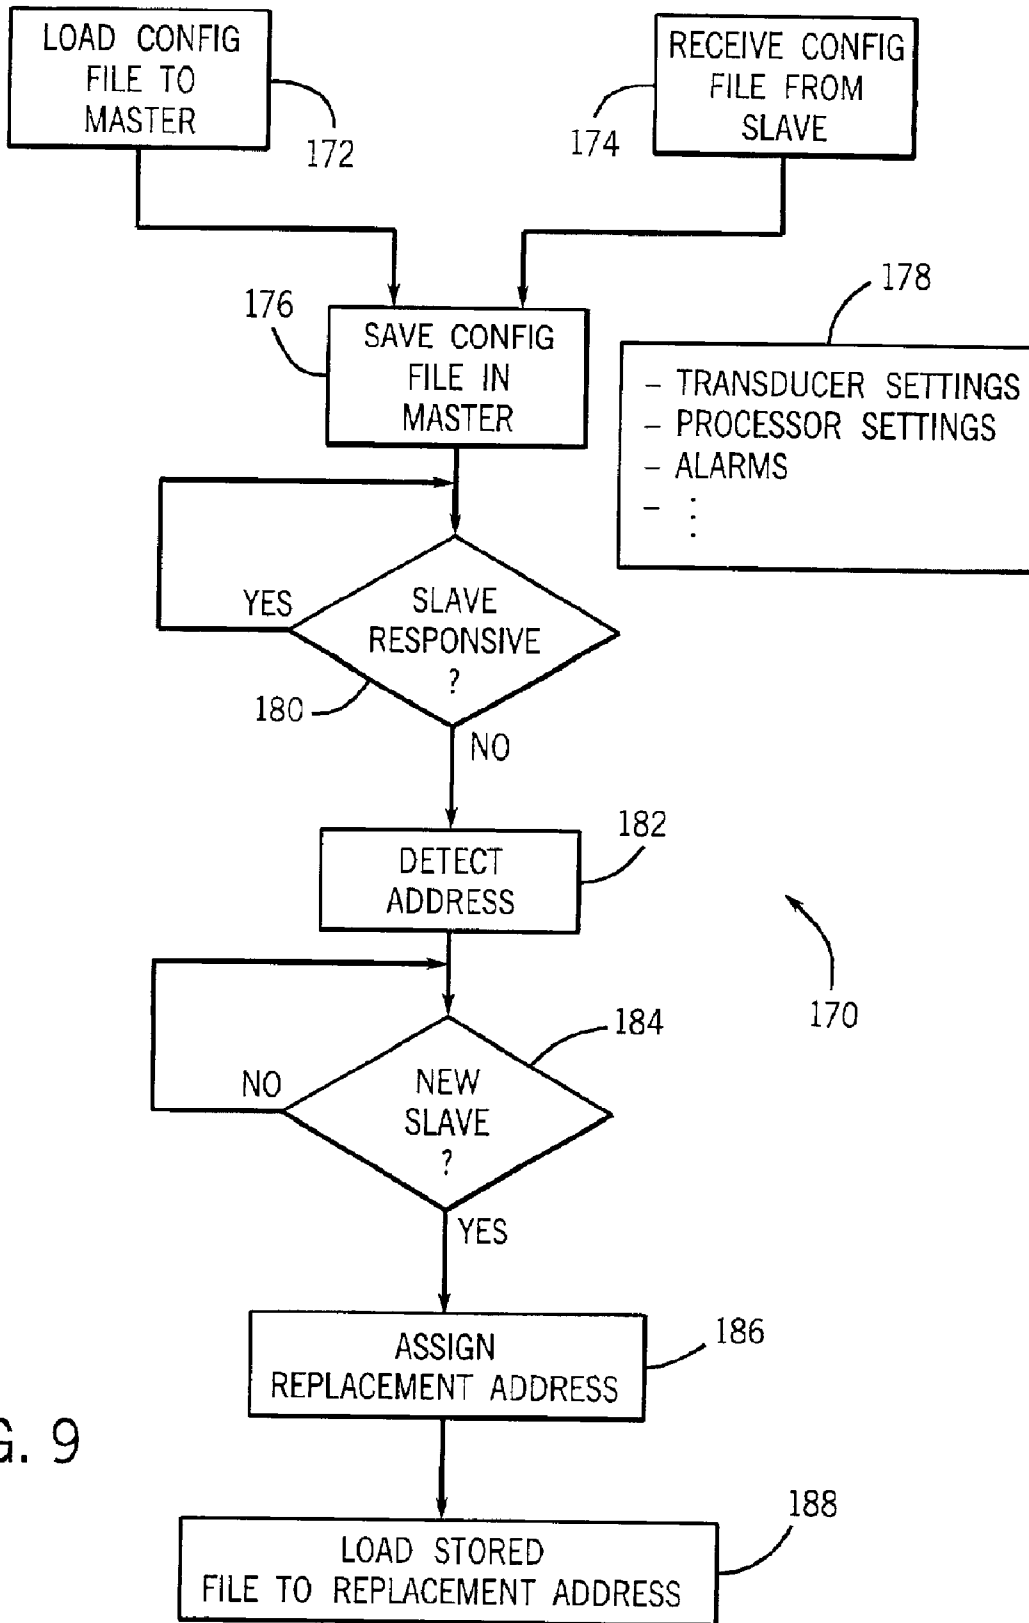 LOAD CONFIG
FILE TO
MASTER
172
RECEIVE CONFIG
FILE FROM
SLAVE
174
176
SAVE CONFIG
FILE IN
MASTER
178
– TRANSDUCER SETTINGS
– PROCESSOR SETTINGS
– ALARMS
– ⋮
YES
SLAVE
RESPONSIVE
?
180
NO
182
DETECT
ADDRESS
170
184
NO
NEW
SLAVE
?
YES
186
ASSIGN
REPLACEMENT ADDRESS
G. 9
188
LOAD STORED
FILE TO REPLACEMENT ADDRESS